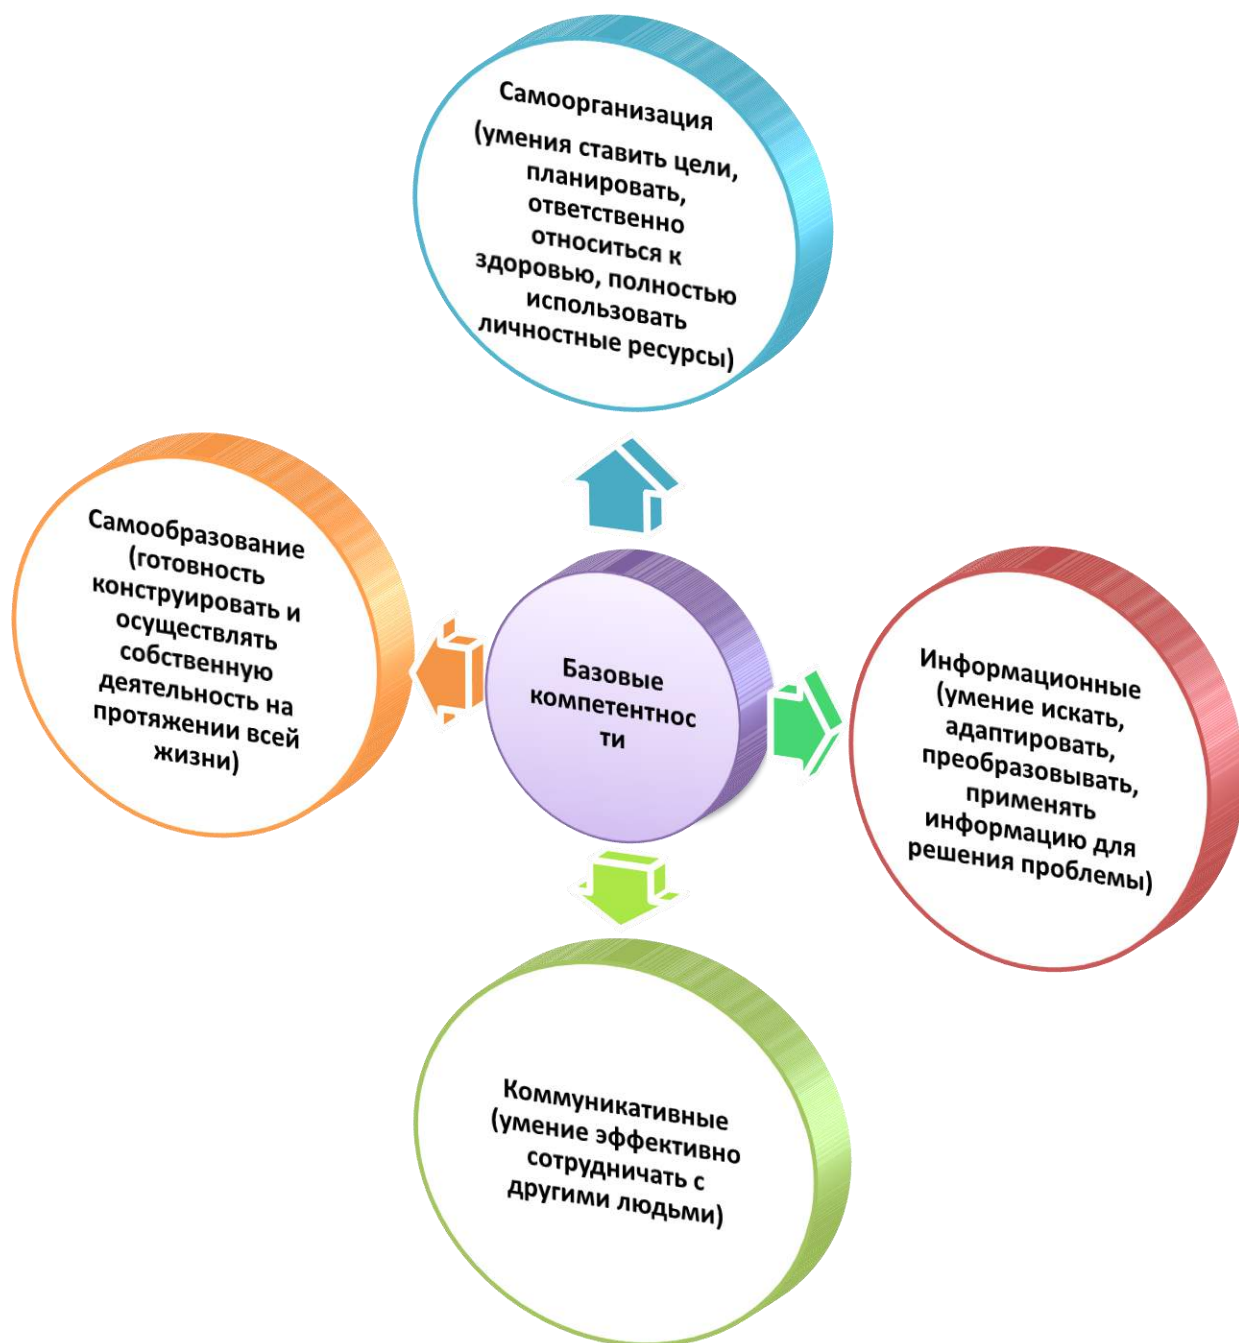 Самоорганизация
(умения ставить цели,
планировать,
ответственно
относиться к
здоровью, полностью
использовать
личностные ресурсы)
Самообразование
(готовность
конструировать и
осуществлять
собственную
деятельность на
протяжении всей
жизни)
Базовые
компетентнос
ти
Информационные
(умение искать,
адаптировать,
преобразовывать,
применять
информацию для
решения проблемы)
Коммуникативные
(умение эффективно
сотрудничать с
другими людьми)